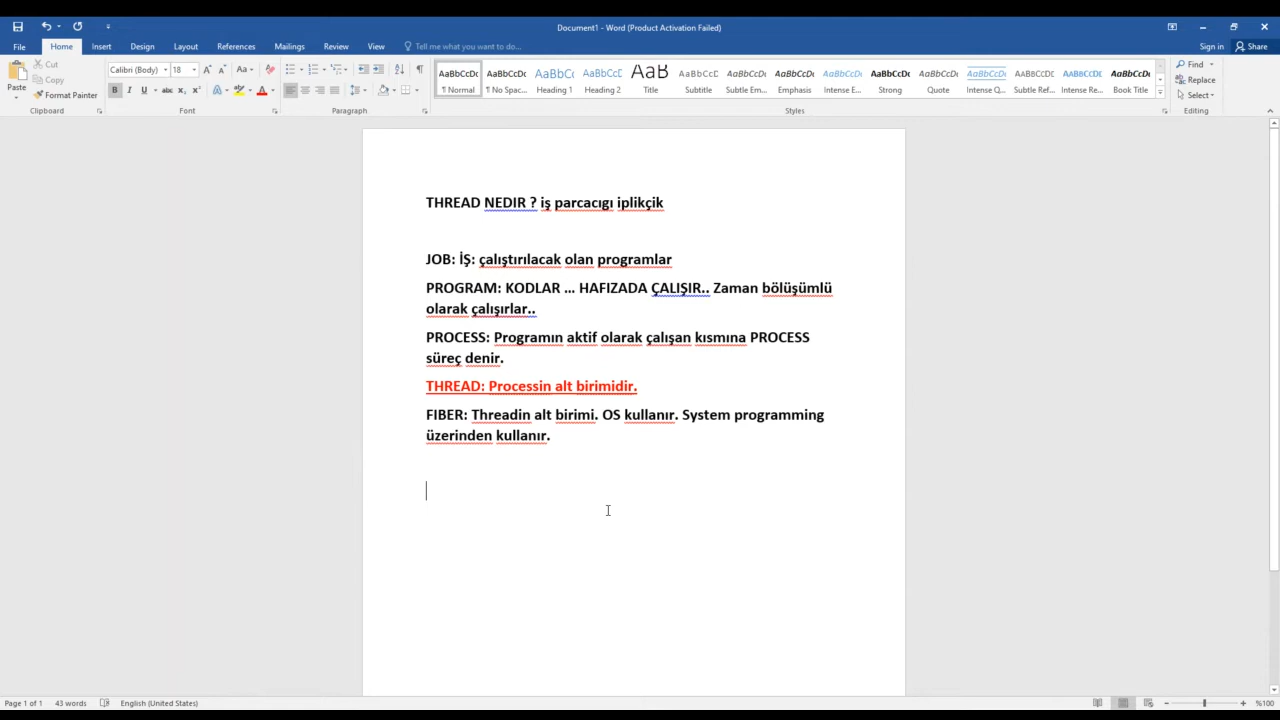 Document1 - Word (Product Activation Failed)
File Home Insert Design Layout References Mailings Review View Tell me what you want to do... Sign in Share
Paste Cut Copy Format Painter
Calibri (Body) 18
AaBbCcDc AaBbCcDc AaBbCc AaBbCcD AaB AaBbCcD AaBbCcDc AaBbCcDc AaBbCcDc AaBbCcDc AaBbCcDc AaBbCcDc AaBbCcDc AaBbCcDc AaBbCcDc
¶ Normal ¶ No Spac... Heading 1 Heading 2 Title Subtitle Subtle Em... Emphasis Intense E... Strong Quote Intense Q... Subtle Ref... Intense Re... Book Title
Find Replace Select
Clipboard Font Paragraph Styles Editing
THREAD NEDIR ? iş parcacıgı iplikçik
JOB: İŞ: çalıştırılacak olan programlar
PROGRAM: KODLAR ... HAFIZADA ÇALIŞIR.. Zaman bölüşümlü
olarak çalışırlar..
PROCESS: Programın aktif olarak çalışan kısmına PROCESS
süreç denir.
THREAD: Processin alt birimidir.
FIBER: Threadin alt birimi. OS kullanır. System programming
üzerinden kullanır.
Page 1 of 1 43 words English (United States) %100